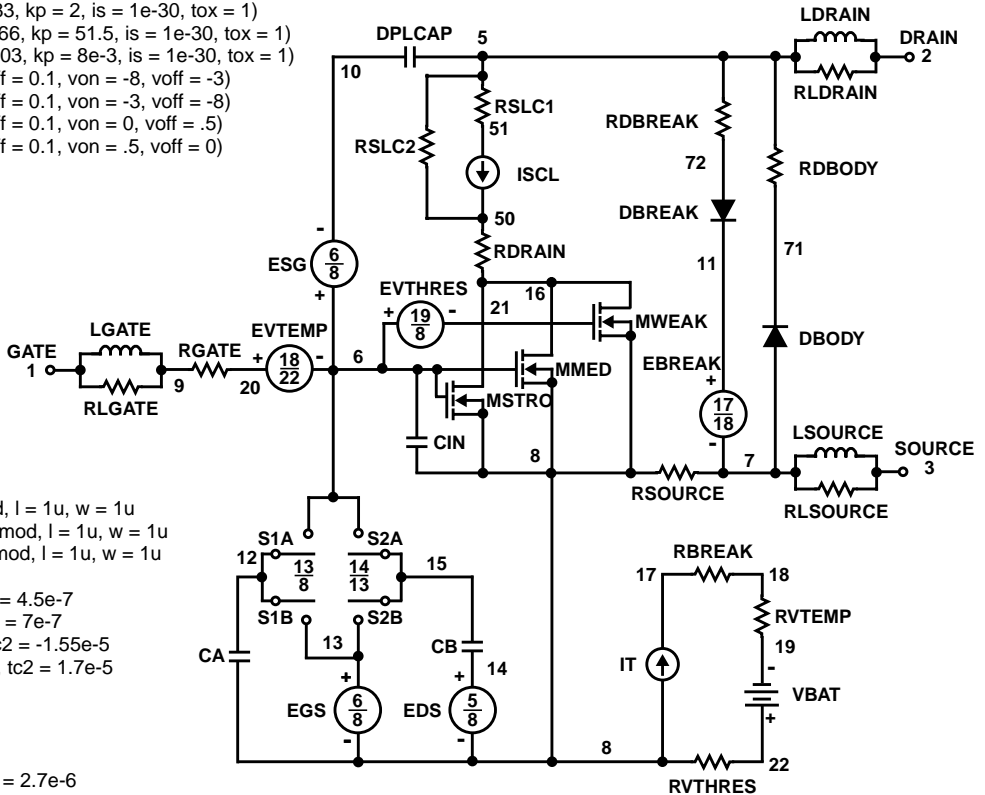 33, kp = 2, is = 1e-30, tox = 1)
66, kp = 51.5, is = 1e-30, tox = 1)
03, kp = 8e-3, is = 1e-30, tox = 1)
ff = 0.1, von = -8, voff = -3)
ff = 0.1, von = -3, voff = -8)
ff = 0.1, von = 0, voff = .5)
ff = 0.1, von = .5, voff = 0)
DPLCAP
5
10
LDRAIN
DRAIN
2
RLDRAIN
RSLC1
51
RSLC2
ISCL
50
RDRAIN
RDBREAK
72
DBREAK
11
RDBODY
71
DBODY
-
ESG
6
8
+
EVTHRES
+
19
8
-
16
21
MWEAK
MMED
MSTRO
EBREAK
+
17
18
-
LGATE
GATE
1
RLGATE
9
RGATE
20
EVTEMP
+
18
22
-
6
CIN
8
RSOURCE
7
LSOURCE
SOURCE
3
RLSOURCE
d, l = 1u, w = 1u
mod, l = 1u, w = 1u
mod, l = 1u, w = 1u
= 4.5e-7
= 7e-7
c2 = -1.55e-5
, tc2 = 1.7e-5
= 2.7e-6
S1A
S2A
12
13
8
14
13
15
S1B
S2B
13
CA
CB
14
+
EGS
6
8
-
+
EDS
5
8
-
8
17
RBREAK
18
RVTEMP
19
IT
-
VBAT
+
22
RVTHRES